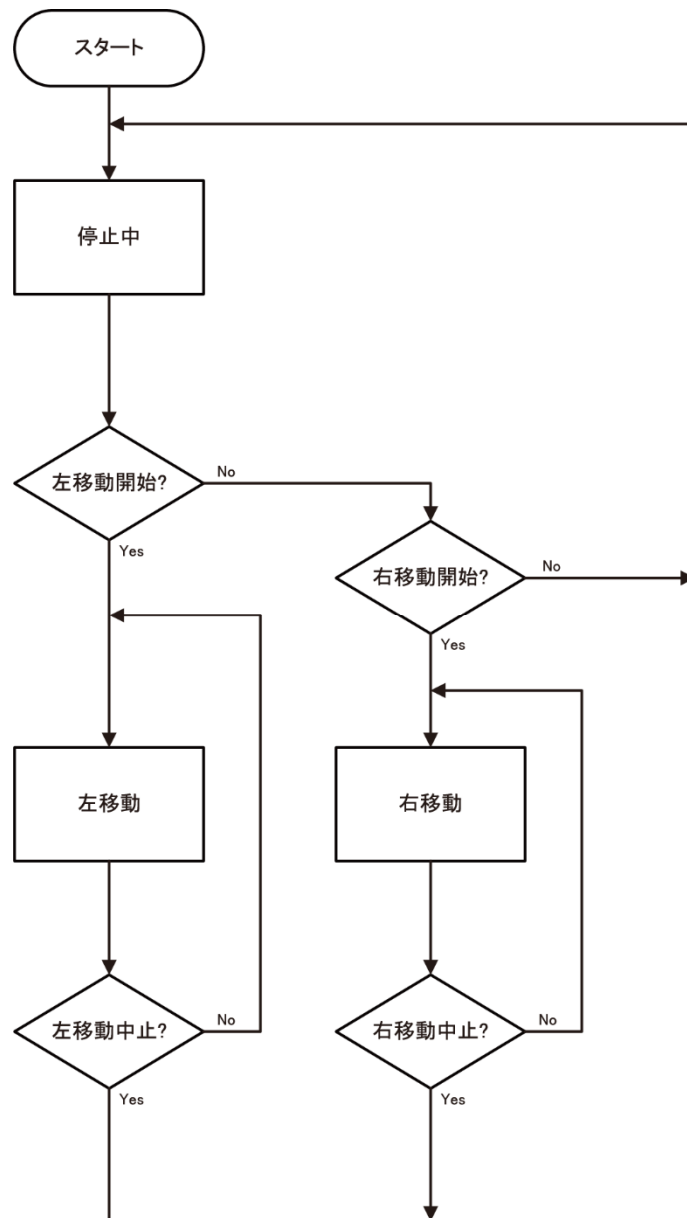 スタート
停止中
左移動開始?
No
Yes
右移動開始?
No
Yes
左移動
右移動
左移動中止?
No
Yes
右移動中止?
No
Yes